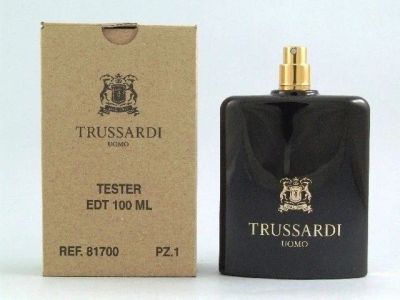 TRUSSARDI
UOMO
TESTER
EDT 100 ML
REF. 81700 PZ.1
TRUSSARDI
UOMO